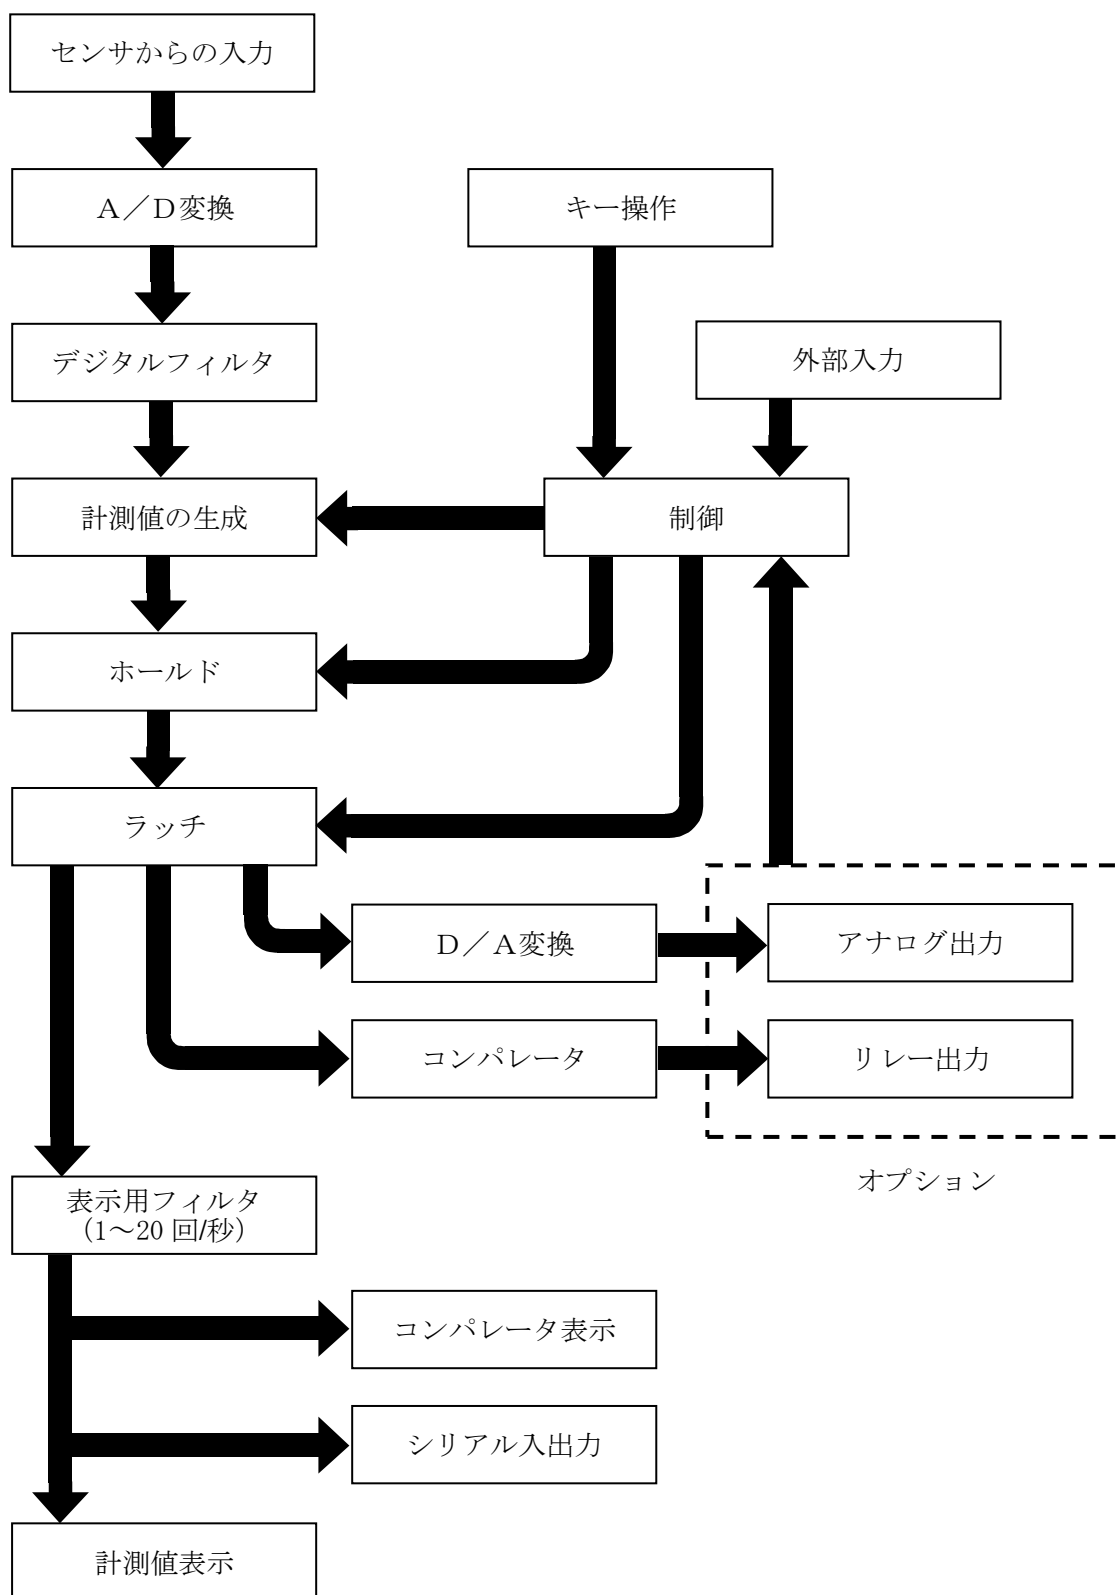 センサからの入力
A/D変換
キー操作
デジタルフィルタ
外部入力
計測値の生成
制御
ホールド
ラッチ
D/A変換
アナログ出力
コンパレータ
リレー出力
オプション
表示用フィルタ
(1~20 回/秒)
コンパレータ表示
シリアル入出力
計測値表示